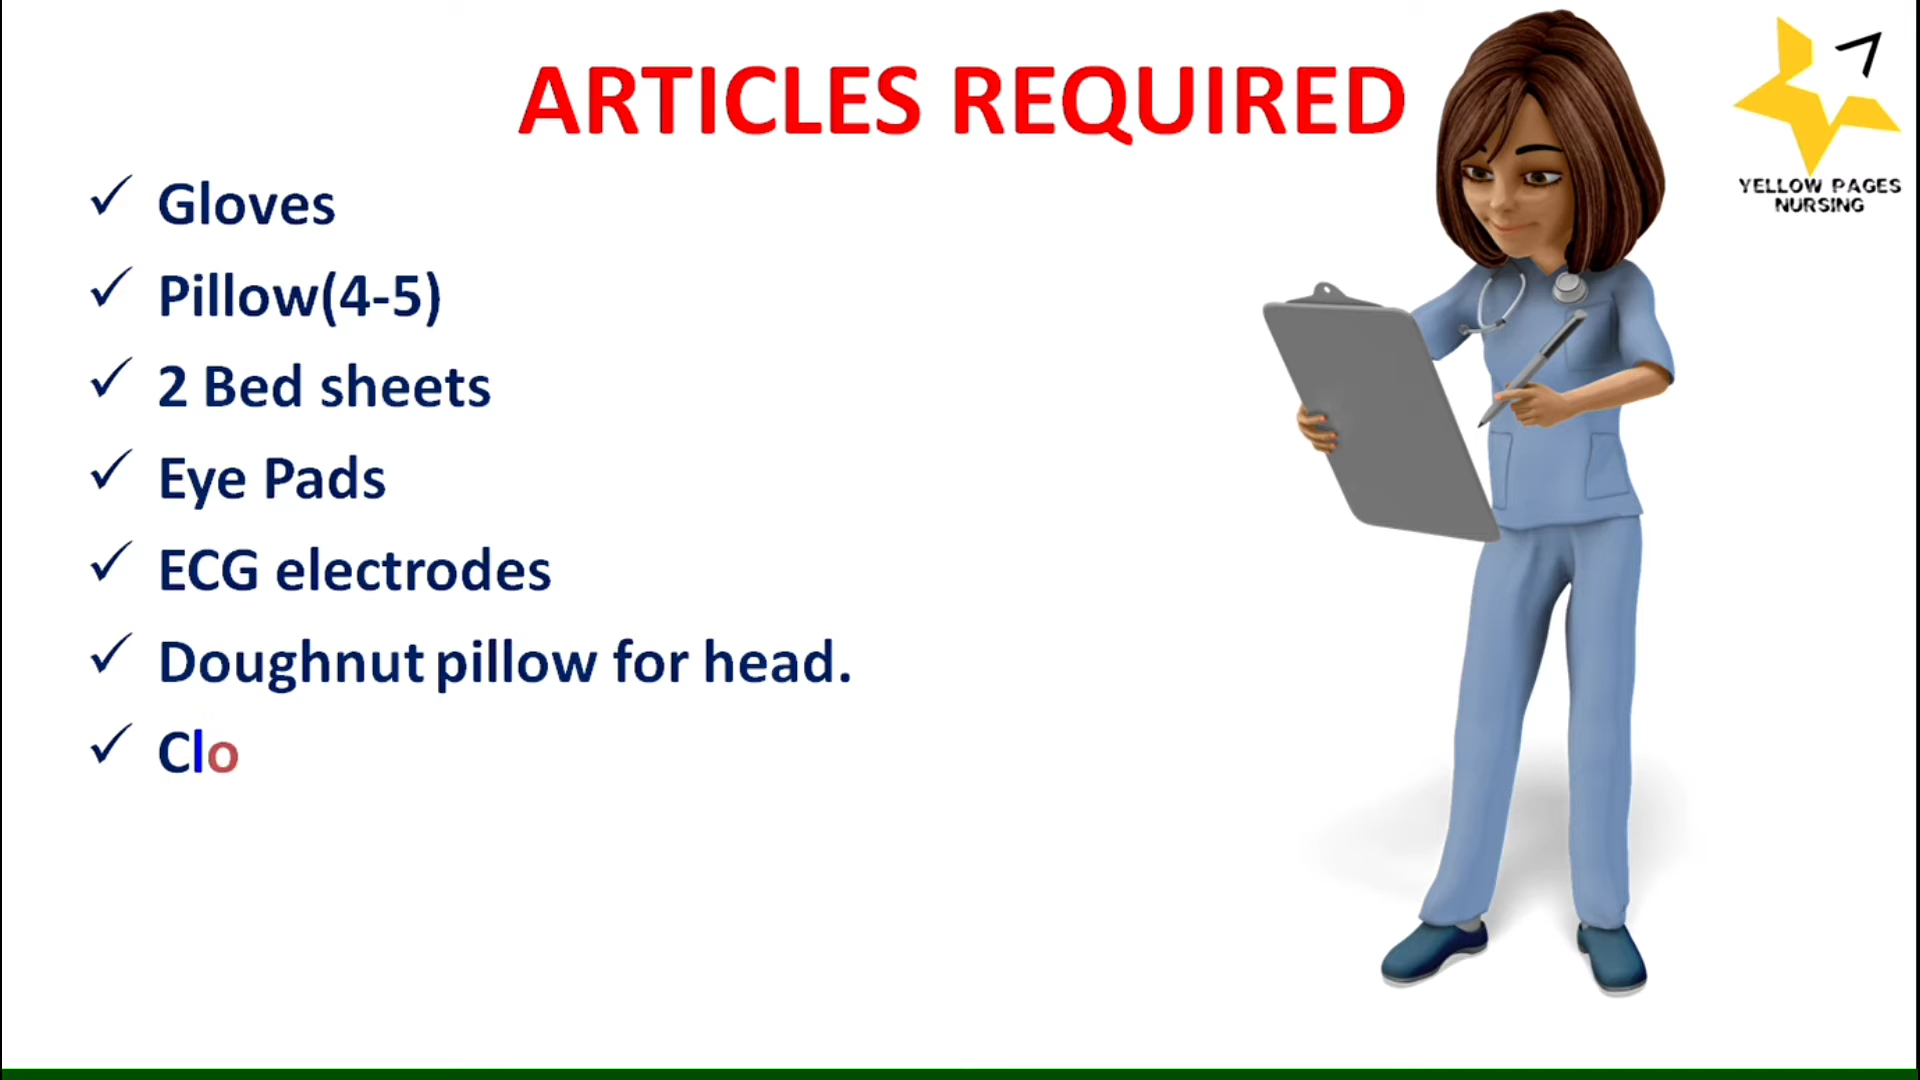 ARTICLES REQUIRED
YELLOW PAGES
NURSING
✓ Gloves
✓ Pillow(4-5)
✓ 2 Bed sheets
✓ Eye Pads
✓ ECG electrodes
✓ Doughnut pillow for head.
✓ Clo